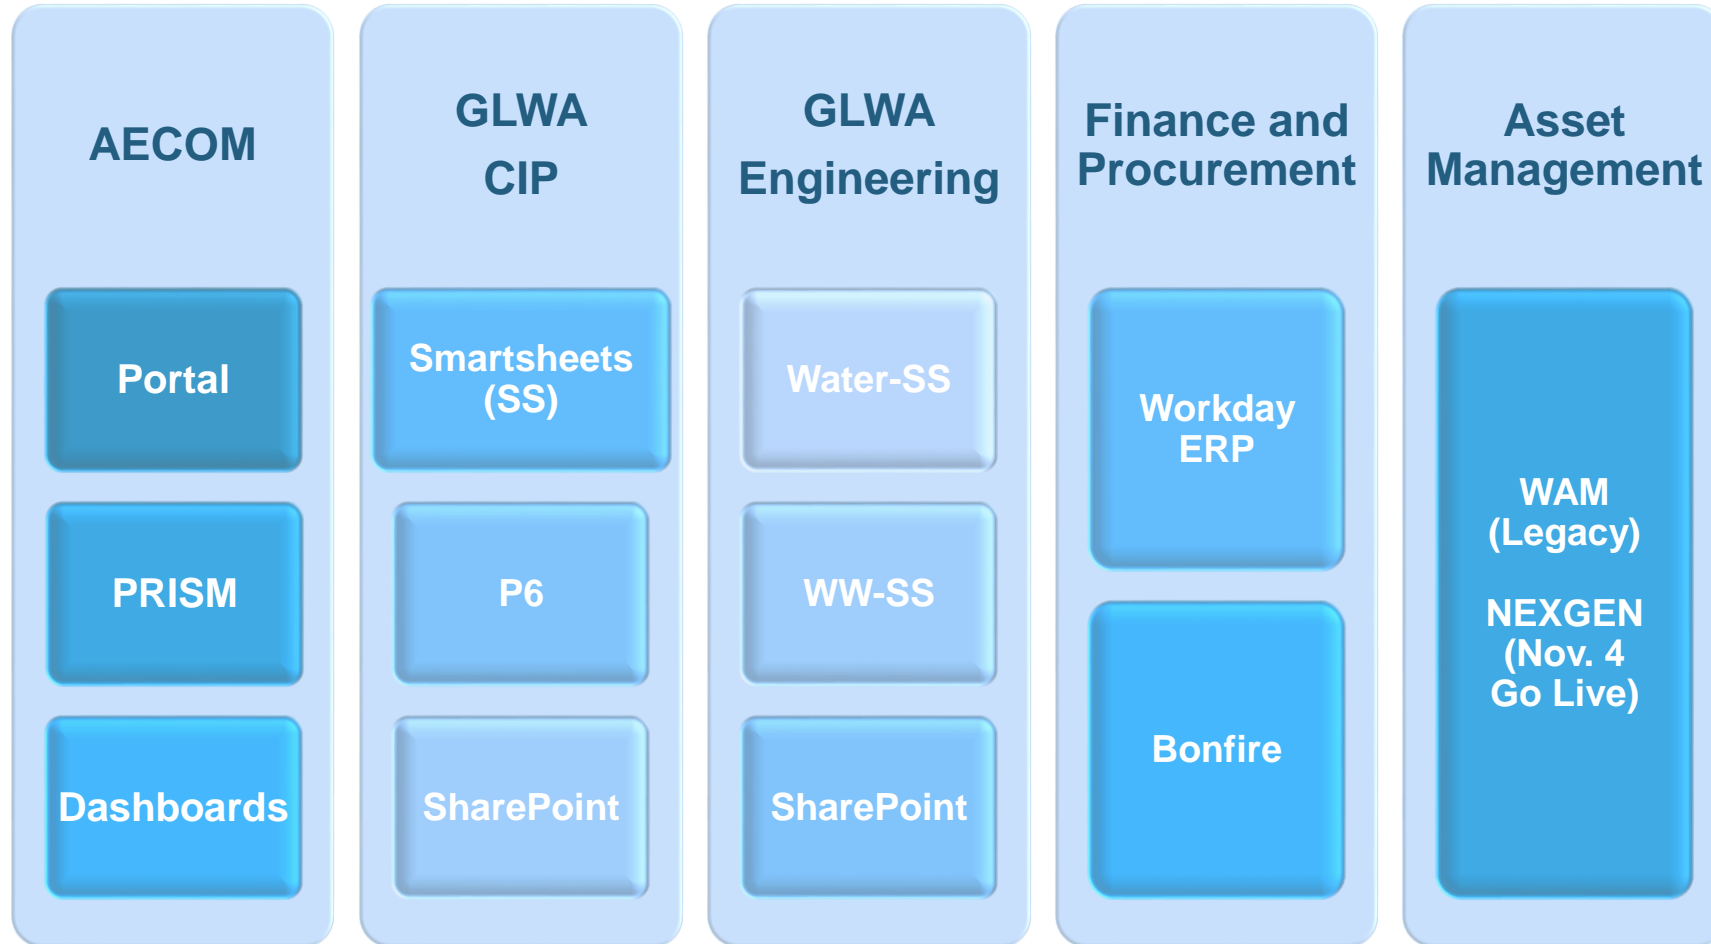 AECOM
Portal
PRISM
Dashboards
GLWA
CIP
Smartsheets
(SS)
P6
SharePoint
GLWA
Engineering
Water-SS
WW-SS
SharePoint
Finance and
Procurement
Workday
ERP
Bonfire
Asset
Management
WAM
(Legacy)
NEXGEN
(Nov. 4
Go Live)